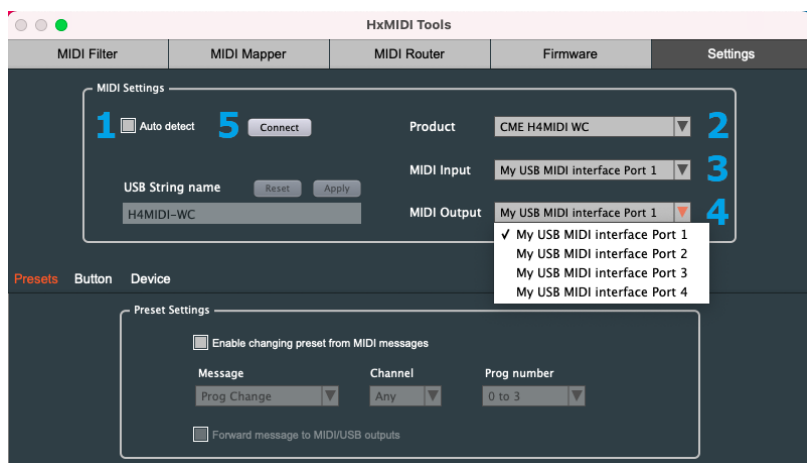 HxMIDI Tools
MIDI Filter MIDI Mapper MIDI Router Firmware Settings
MIDI Settings
1 Auto detect 5 Connect Product CME H4MIDI WC 2
MIDI Input My USB MIDI interface Port 1 3
USB String name Reset Apply
H4MIDI-WC MIDI Output My USB MIDI interface Port 1 4
✓ My USB MIDI interface Port 1
My USB MIDI interface Port 2
My USB MIDI interface Port 3
My USB MIDI interface Port 4
Presets Button Device
Preset Settings
Enable changing preset from MIDI messages
Message Channel Prog number
Prog Change Any 0 to 3
Forward message to MIDI/USB outputs